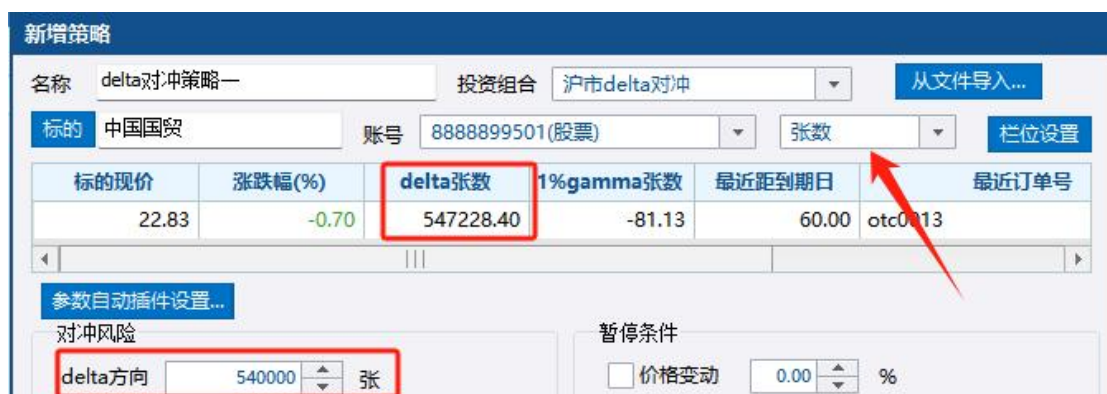 新增策略
名称 delta对冲策略一 投资组合 沪市delta对冲 从文件导入...
标的 中国国贸 账号 8888899501(股票) 张数 栏位设置
标的现价 涨跌幅(%) delta张数 1%gamma张数 最近距到期日 最近订单号
22.83 -0.70 547228.40 -81.13 60.00 otc0013
参数自动插件设置...
对冲风险 暂停条件
delta方向 540000 张 价格变动 0.00 %